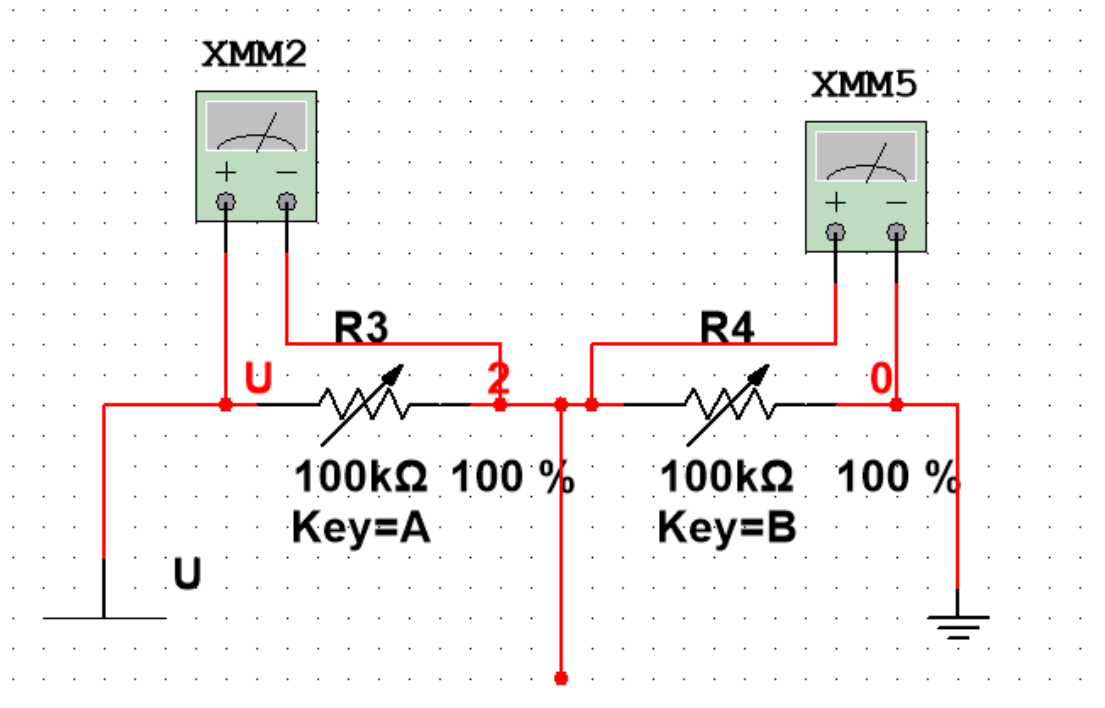 XMM2
XMM5
+ −
+ −
R3
R4
U
2
0
100kΩ 100 %
100kΩ 100 %
Key=A
Key=B
U